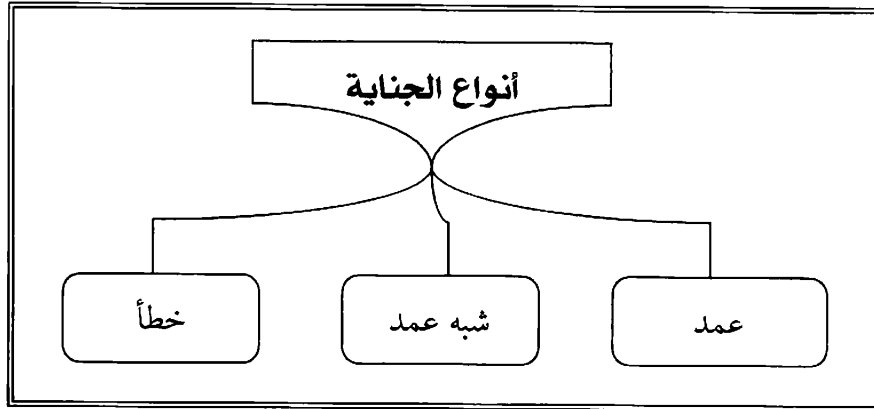 أنواع الجناية
عمد
شبه عمد
خطأ